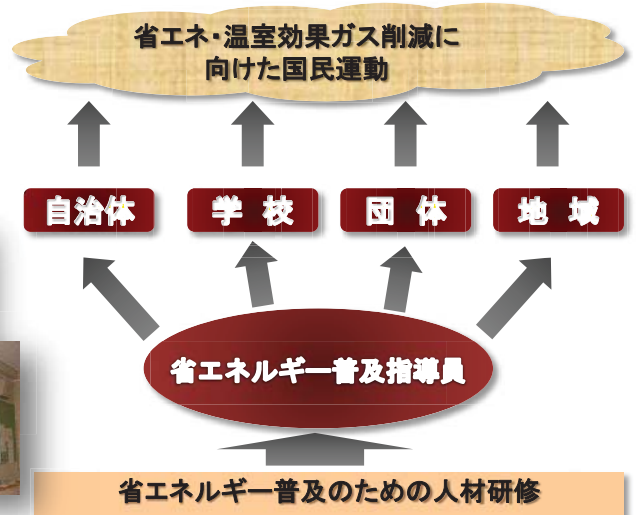 省エネ・温室効果ガス削減に
向けた国民運動
自治体
学 校
団 体
地 域
省エネルギー普及指導員
省エネルギー普及のための人材研修